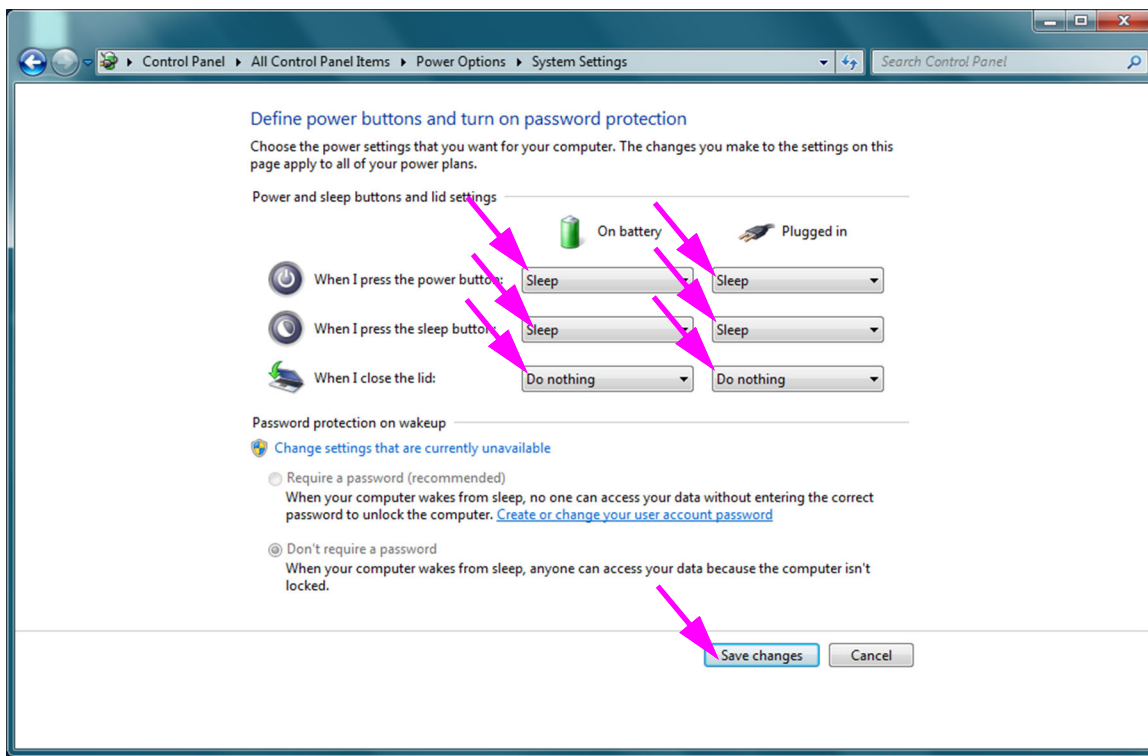 Control Panel ▸ All Control Panel Items ▸ Power Options ▸ System Settings
Search Control Panel
Define power buttons and turn on password protection
Choose the power settings that you want for your computer. The changes you make to the settings on this
page apply to all of your power plans.
Power and sleep buttons and lid settings
On battery
Plugged in
When I press the power button:
Sleep
Sleep
When I press the sleep button:
Sleep
Sleep
When I close the lid:
Do nothing
Do nothing
Password protection on wakeup
Change settings that are currently unavailable
Require a password (recommended)
When your computer wakes from sleep, no one can access your data without entering the correct
password to unlock the computer. Create or change your user account password
Don't require a password
When your computer wakes from sleep, anyone can access your data because the computer isn't
locked.
Save changes
Cancel